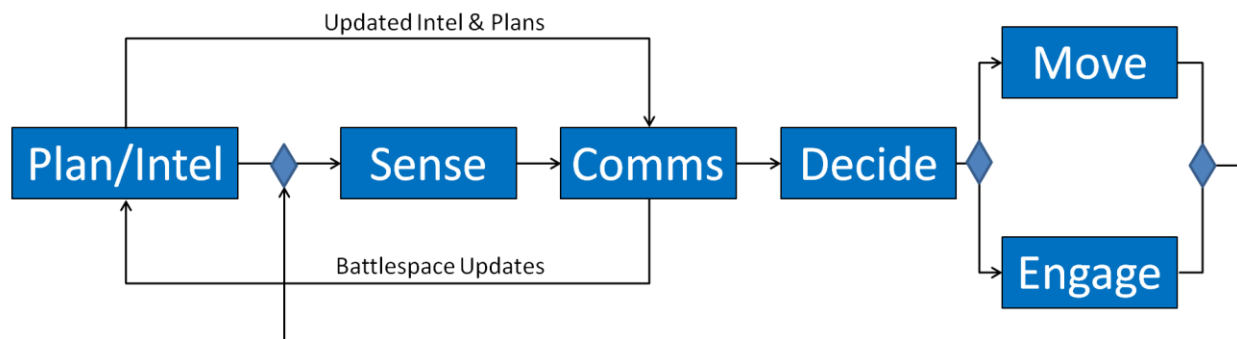 Updated Intel & Plans
Plan/Intel
Sense
Comms
Decide
Move
Engage
Battlespace Updates